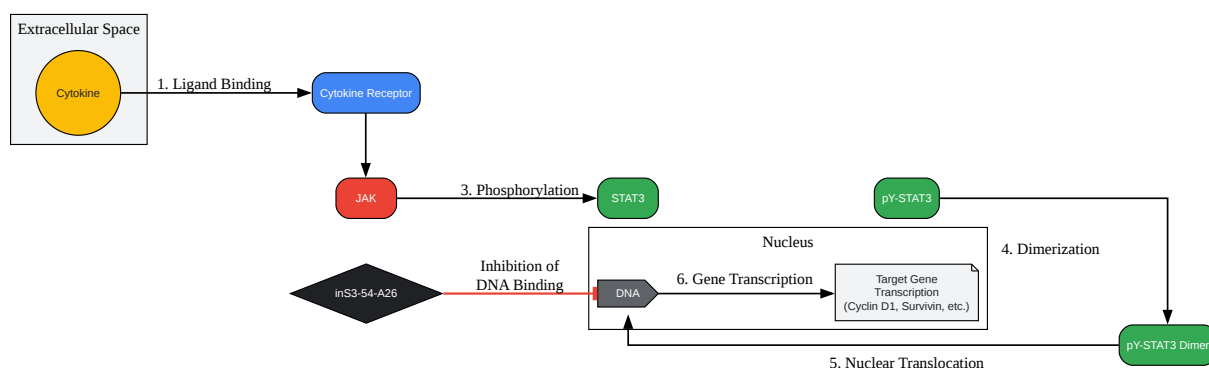 Extracellular Space
Cytokine
1. Ligand Binding
Cytokine Receptor
JAK
3. Phosphorylation
STAT3
pY-STAT3
4. Dimerization
Nucleus
inS3-54-A26
Inhibition of
DNA Binding
DNA
6. Gene Transcription
Target Gene
Transcription
(Cyclin D1, Survivin, etc.)
pY-STAT3 Dimer
5. Nuclear Translocation